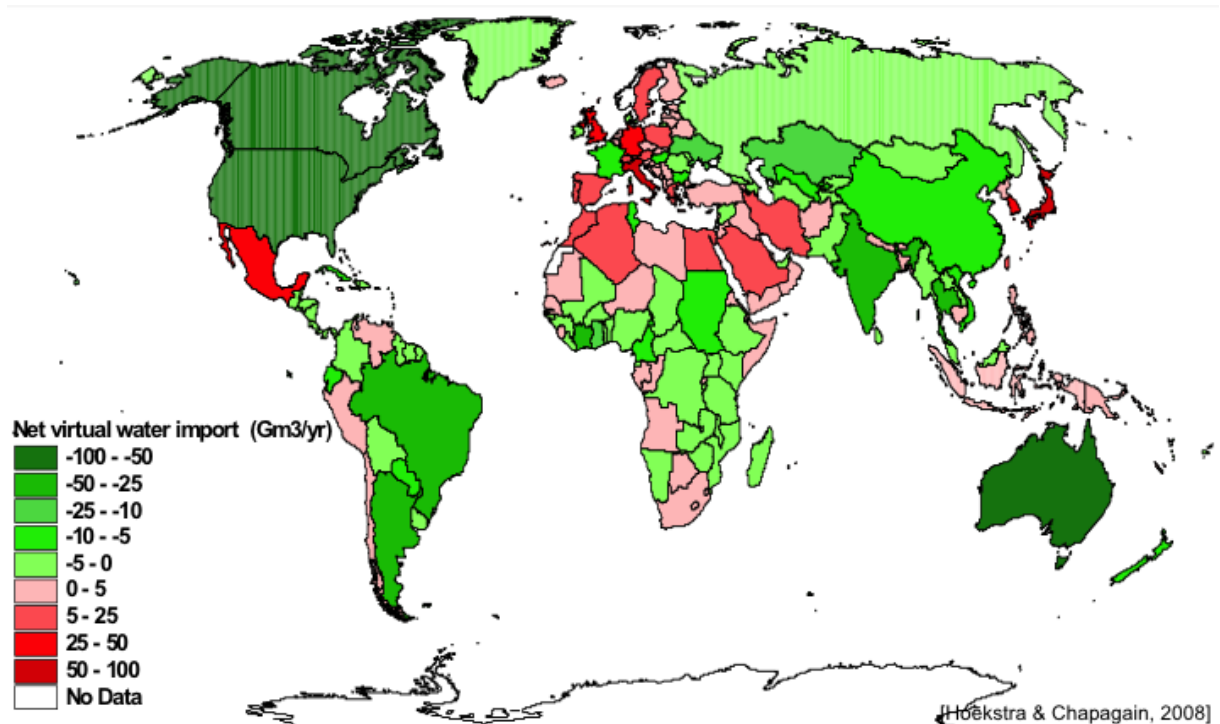 Net virtual water import (Gm3/yr)
-100 - -50
-50 - -25
-25 - -10
-10 - -5
-5 - 0
0 - 5
5 - 25
25 - 50
50 - 100
No Data
[Hoekstra & Chapagain, 2008]